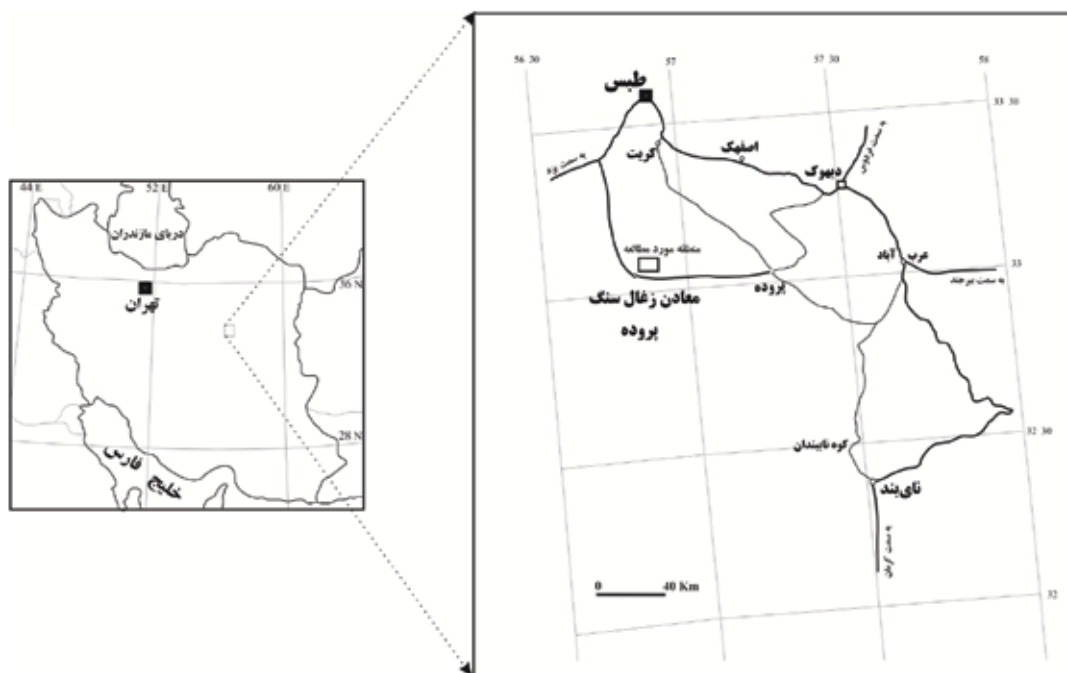 44 E
52 E
60 E
دریای مازندران
36 N
تهران
28 N
خلیج فارس
56 30
57
57 30
58
طبس
33 30
به سمت فردوس
اصفهک
کریت
به سمت یزد
دیهوک
منطقه مورد مطالعه
عرب آباد
33
به سمت بیرجند
پروده
معادن زغال سنگ
پروده
32 30
کوه نایبندان
نای‌بند
به سمت کرمان
0 40 Km
32